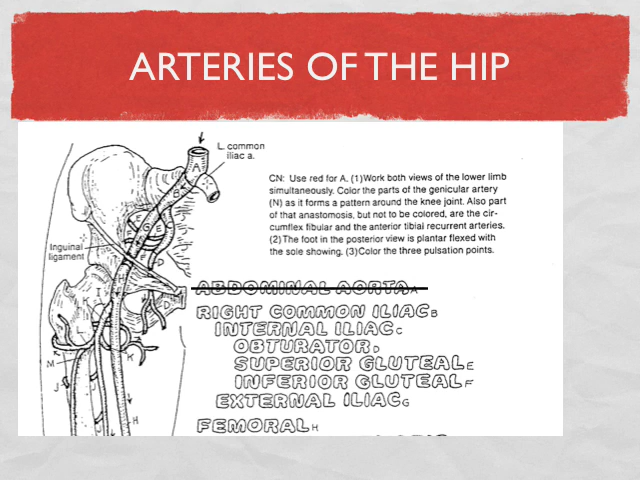 ARTERIES OF THE HIP
L. common
iliac a.
CN: Use red for A. (1)Work both views of the lower limb
simultaneously. Color the parts of the genicular artery
(N) as it forms a pattern around the knee joint. Also part
of that anastomosis, but not to be colored, are the cir-
cumflex fibular and the anterior tibial recurrent arteries.
(2)The foot in the posterior view is plantar flexed with
the sole showing. (3)Color the three pulsation points.
Inguinal
ligament
ABDOMINAL AORTA A
RIGHT COMMON ILIAC B
INTERNAL ILIAC C
OBTURATOR D
SUPERIOR GLUTEAL E
INFERIOR GLUTEAL F
EXTERNAL ILIAC G
FEMORAL H
A
B
G
E
F
F
D
H
I
D
K
K
M
J
J
H